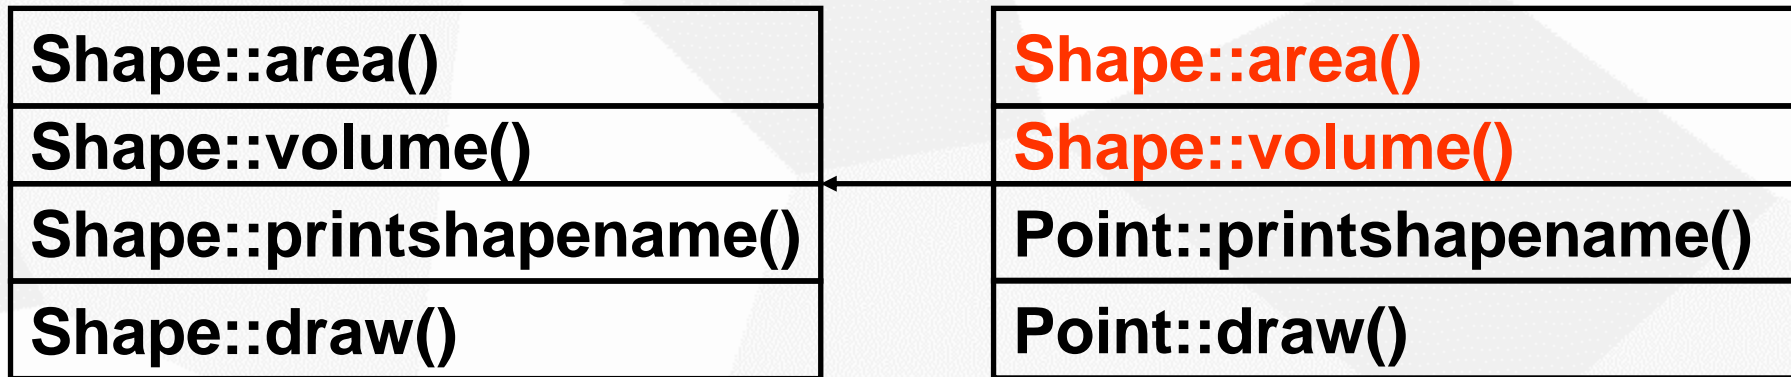 Shape::area()
Shape::volume()
Shape::printshapename()
Shape::draw()
Shape::area()
Shape::volume()
Point::printshapename()
Point::draw()